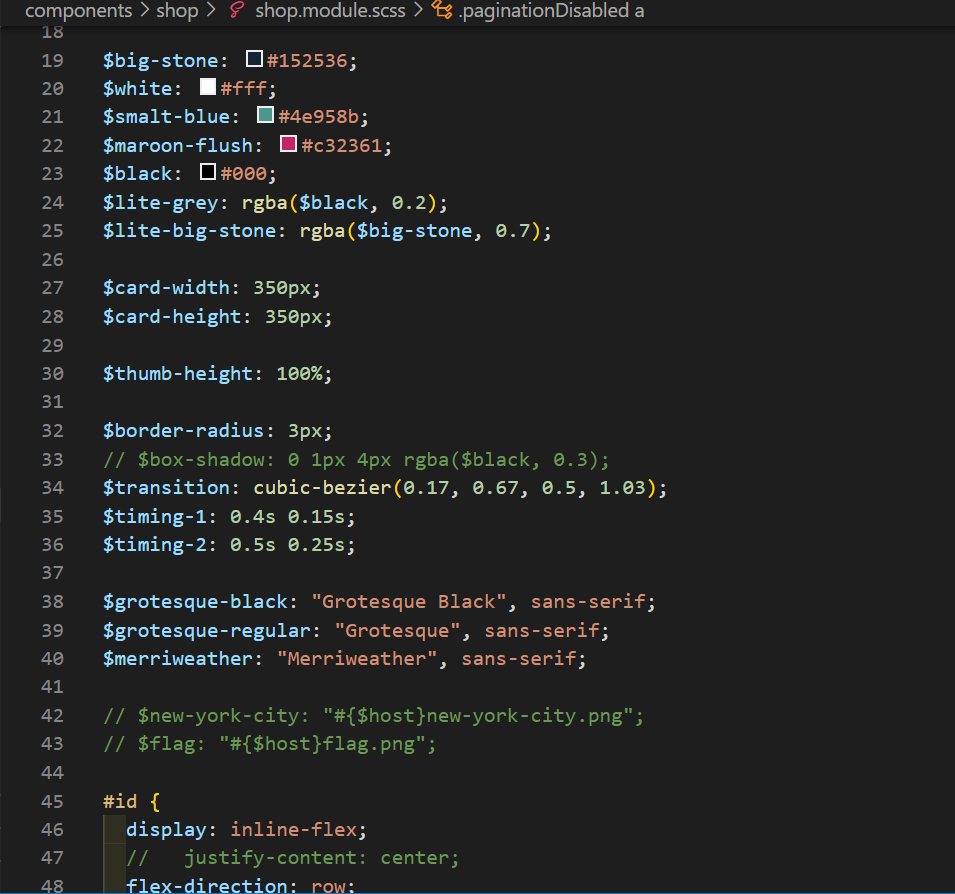 components > shop > shop.module.scss > .paginationDisabled a
18
19 $big-stone: #152536;
20 $white: #fff;
21 $smalt-blue: #4e958b;
22 $maroon-flush: #c32361;
23 $black: #000;
24 $lite-grey: rgba($black, 0.2);
25 $lite-big-stone: rgba($big-stone, 0.7);
26
27 $card-width: 350px;
28 $card-height: 350px;
29
30 $thumb-height: 100%;
31
32 $border-radius: 3px;
33 // $box-shadow: 0 1px 4px rgba($black, 0.3);
34 $transition: cubic-bezier(0.17, 0.67, 0.5, 1.03);
35 $timing-1: 0.4s 0.15s;
36 $timing-2: 0.5s 0.25s;
37
38 $grotesque-black: "Grotesque Black", sans-serif;
39 $grotesque-regular: "Grotesque", sans-serif;
40 $merriweather: "Merriweather", sans-serif;
41
42 // $new-york-city: "#{$host}new-york-city.png";
43 // $flag: "#{$host}flag.png";
44
45 #id {
46   display: inline-flex;
47   //   justify-content: center;
48   flex-direction: row;